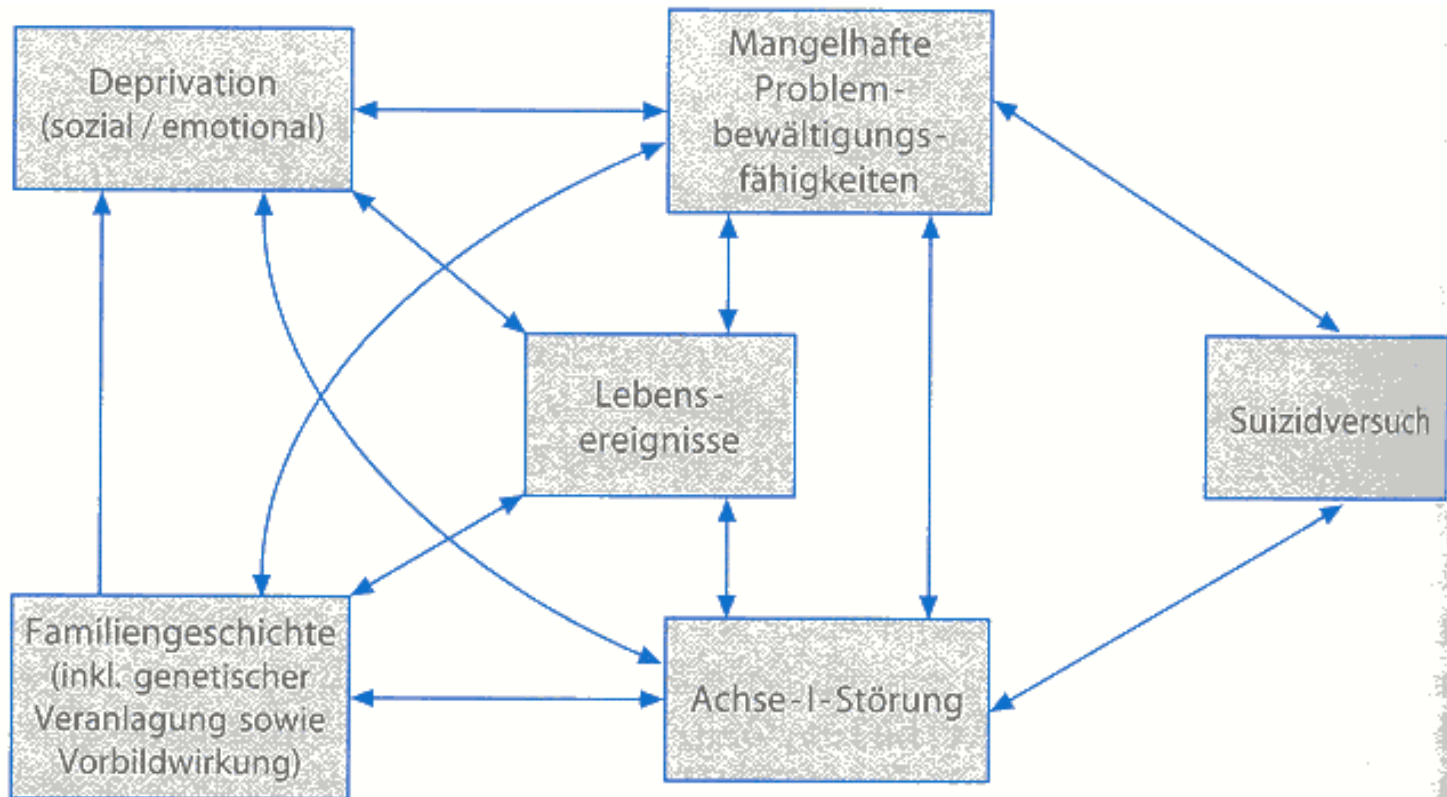 Deprivation
(sozial / emotional)
Mangelhafte
Problem-
bewältigungs-
fähigkeiten
Lebens-
ereignisse
Suizidversuch
Familiengeschichte
(inkl. genetischer
Veranlagung sowie
Vorbildwirkung)
Achse-I-Störung